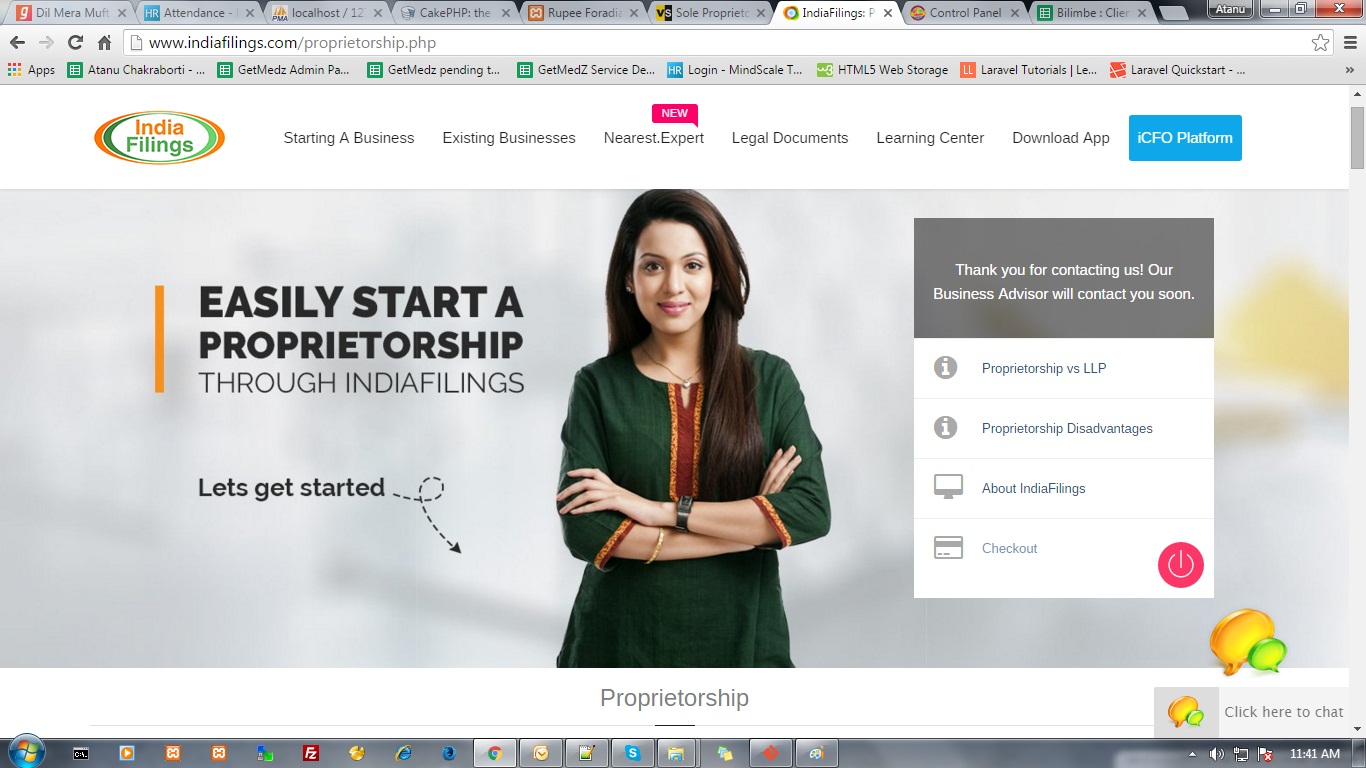 Dil Mera Muft
Attendance -
localhost / 12
CakePHP: the
Rupee Foradia
Sole Propriet
IndiaFilings: P
Control Panel
Bilimbe : Clien
Atanu
www.indiafilings.com/proprietorship.php
Apps
Atanu Chakraborti - ...
GetMedz Admin Pa...
GetMedz pending t...
GetMedZ Service De...
HR
Login - MindScale T...
HTML5 Web Storage
LL
Laravel Tutorials | Le...
Laravel Quickstart - ...
»
India
Filings
Starting A Business
Existing Businesses
NEW
Nearest.Expert
Legal Documents
Learning Center
Download App
iCFO Platform
EASILY START A
PROPRIETORSHIP
THROUGH INDIAFILINGS
Lets get started
Thank you for contacting us! Our
Business Advisor will contact you soon.
Proprietorship vs LLP
Proprietorship Disadvantages
About IndiaFilings
Checkout
Proprietorship
Click here to chat
11:41 AM